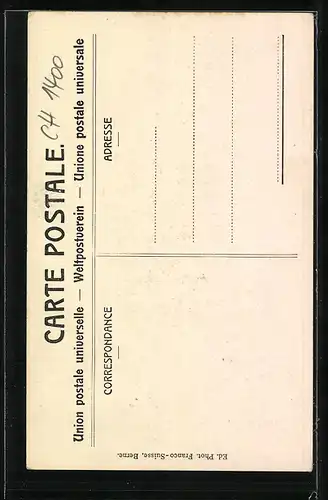 CARTE POSTALE. CH 1400
Union postale universelle — Weltpostverein — Unione postale universale
CORRESPONDANCE
ADRESSE
Ed. Phot. Franco-Suisse, Berne.